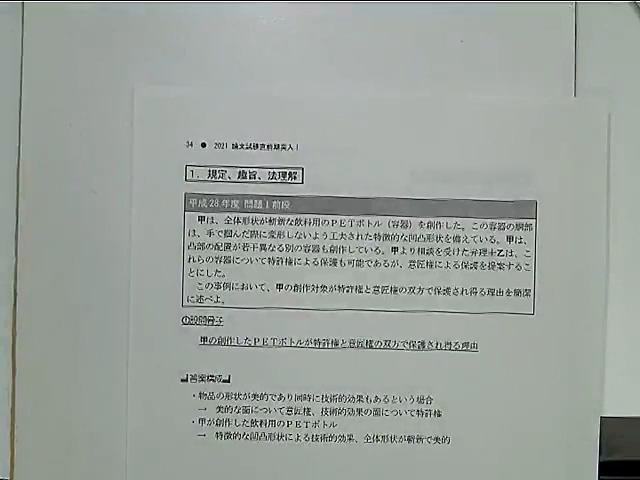 34 ● 2021 論文試験直前期突入!
1．規定、趣旨、法理解
平成28年度 問題Ⅰ前段
甲は、全体形状が斬新な飲料用のPETボトル（容器）を創作した。この容器の胴部
は、手で掴んだ際に変形しないよう工夫された特徴的な凹凸形状を備えている。甲は、
凸部の配置が若干異なる別の容器も創作している。甲より相談を受けた弁理士乙は、こ
れらの容器について特許権による保護も可能であるが、意匠権による保護を提案するこ
とにした。
この事例において、甲の創作対象が特許権と意匠権の双方で保護され得る理由を簡潔
に述べよ。
①設問骨子
甲の創作したPETボトルが特許権と意匠権の双方で保護され得る理由
答案構成
・物品の形状が美的であり同時に技術的効果もあるという場合
→ 美的な面について意匠権、技術的効果の面について特許権
・甲が創作した飲料用のPETボトル
→ 特徴的な凹凸形状による技術的効果、全体形状が斬新で美的